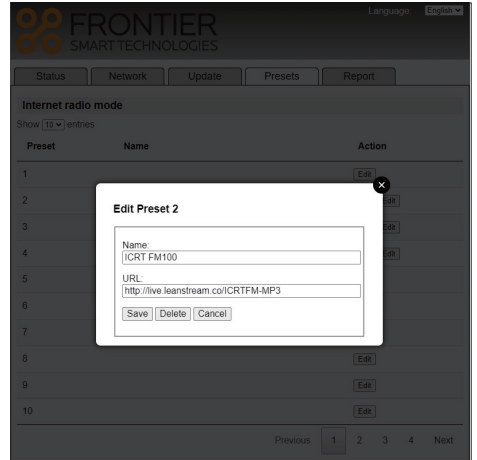 Language: English
FRONTIER
SMART TECHNOLOGIES
Status Network Update Presets Report
Internet radio mode
Show 10 entries
Preset Name Action
1 Edit
2 Edit
3 Edit
4 Edit
5
6
7
8 Edit
9 Edit
10 Edit
Edit Preset 2
Name:
ICRT FM100
URL:
http://live.leanstream.co/ICRTFM-MP3
Save Delete Cancel
Previous 1 2 3 4 Next